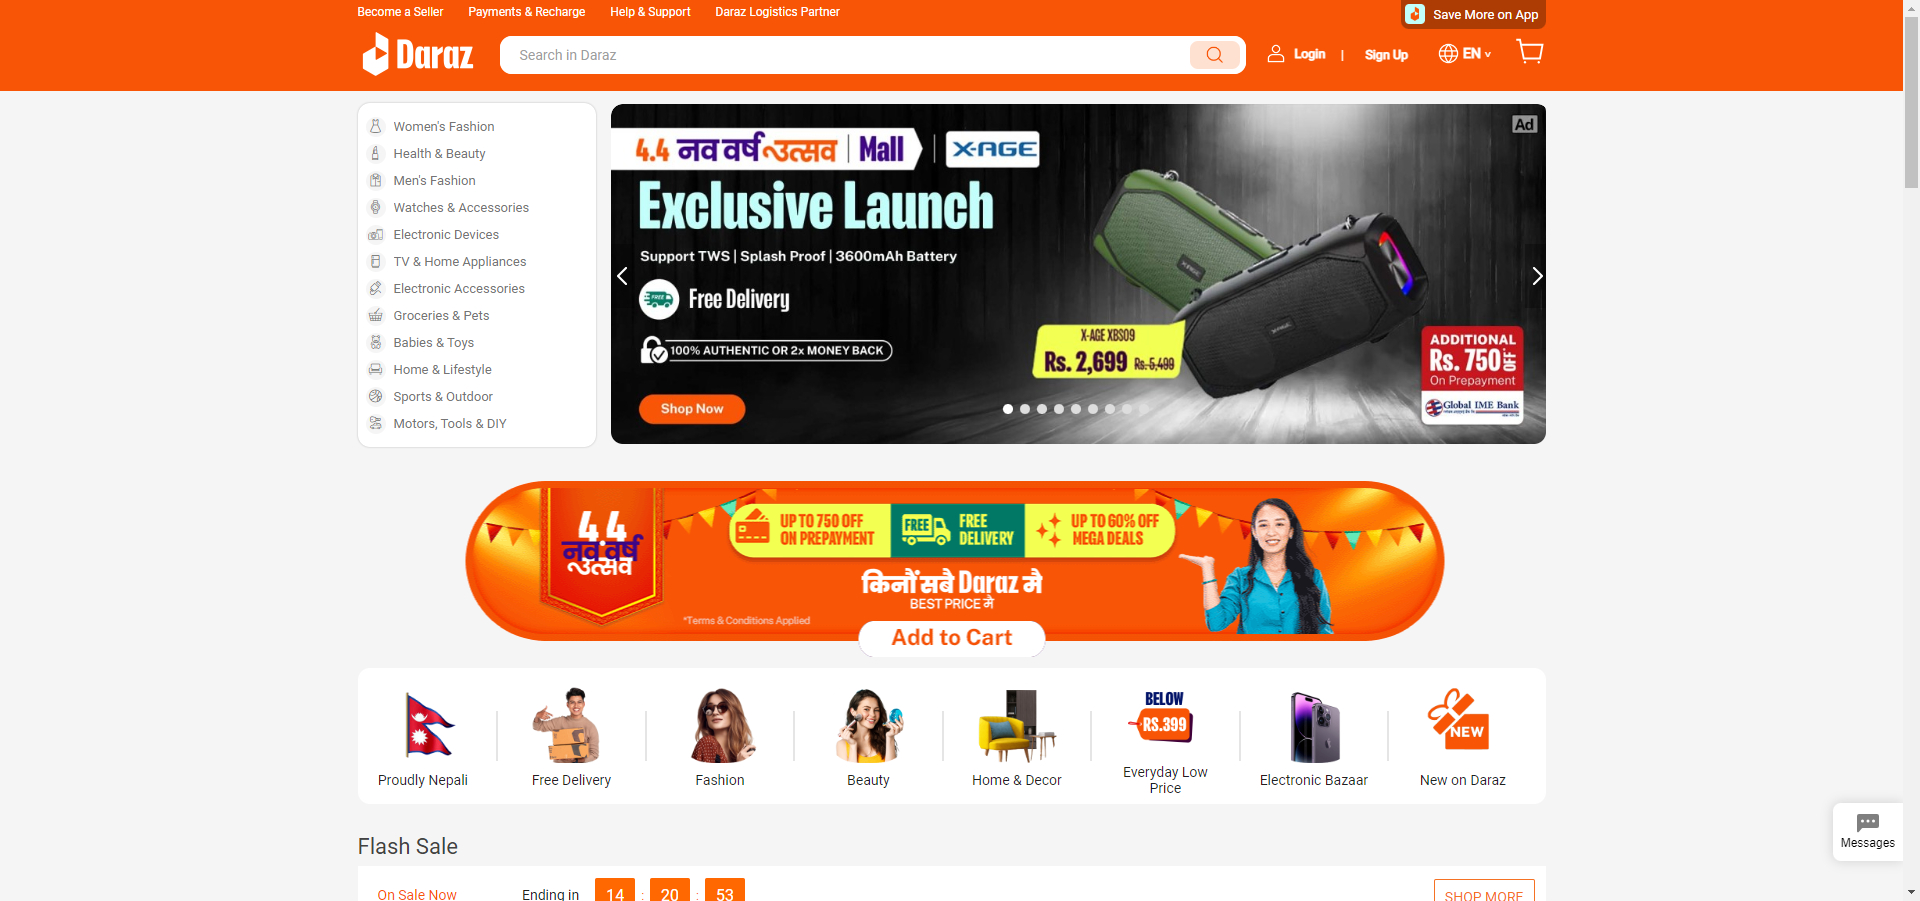 Become a Seller
Payments & Recharge
Help & Support
Daraz Logistics Partner
Save More on App
Daraz
Search in Daraz
Login
|
Sign Up
EN
Women's Fashion
Health & Beauty
Men's Fashion
Watches & Accessories
Electronic Devices
TV & Home Appliances
Electronic Accessories
Groceries & Pets
Babies & Toys
Home & Lifestyle
Sports & Outdoor
Motors, Tools & DIY
Ad
4.4 नव वर्ष उत्सव | Mall | X-AGE
Exclusive Launch
Support TWS | Splash Proof | 3600mAh Battery
FREE
Free Delivery
100% AUTHENTIC OR 2x MONEY BACK
Shop Now
X-AGE
X-AGE
X-AGE XBS09
Rs. 2,699 Rs. 5,499
ADDITIONAL
Rs. 750 OFF
On Prepayment
Global IME Bank
4.4
नव वर्ष
उत्सव
UP TO 750 OFF
ON PREPAYMENT
FREE
FREE
DELIVERY
UP TO 60% OFF
MEGA DEALS
किनौं सबै Daraz मै
BEST PRICE मै
*Terms & Conditions Applied
Add to Cart
Proudly Nepali
Free Delivery
Fashion
Beauty
Home & Decor
BELOW
RS.399
Everyday Low
Price
Electronic Bazaar
NEW
New on Daraz
Messages
Flash Sale
On Sale Now
Ending in
14 : 20 : 53
SHOP MORE